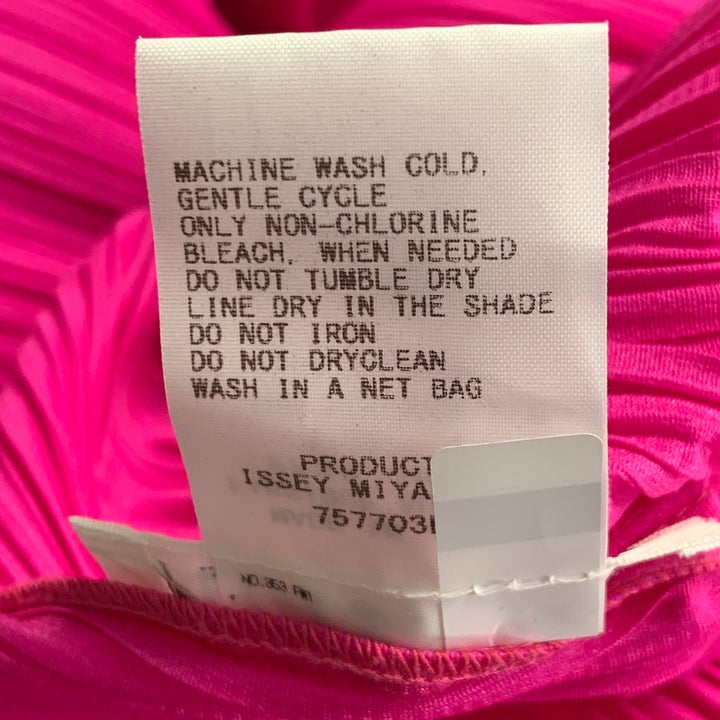 MACHINE WASH COLD.
GENTLE CYCLE
ONLY NON-CHLORINE
BLEACH. WHEN NEEDED
DO NOT TUMBLE DRY
LINE DRY IN THE SHADE
DO NOT IRON
DO NOT DRYCLEAN
WASH IN A NET BAG
PRODUCT
ISSEY MIYA
757703
NO.353